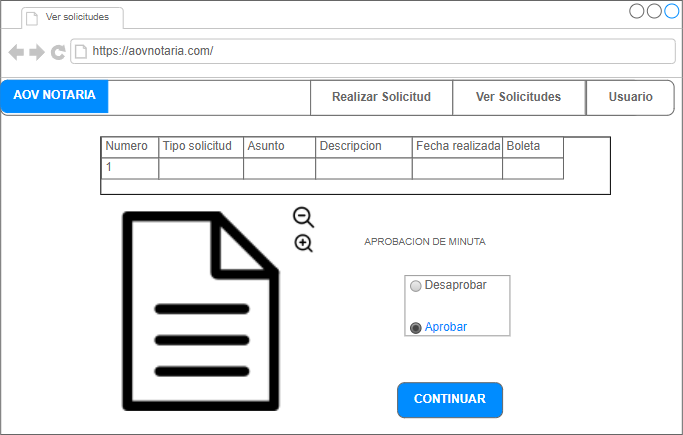 Ver solicitudes
https://aovnotaria.com/
AOV NOTARIA
Realizar Solicitud
Ver Solicitudes
Usuario
Numero Tipo solicitud Asunto Descripcion Fecha realizada Boleta
1
APROBACION DE MINUTA
Desaprobar
Aprobar
CONTINUAR